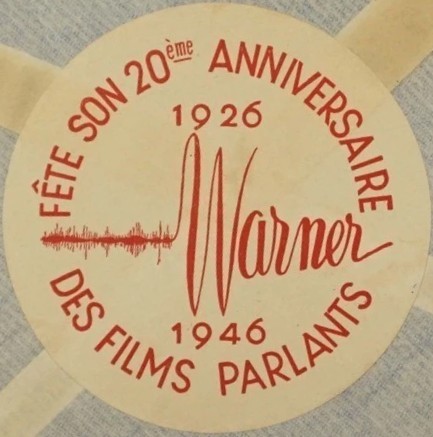 FÊTE SON 20ème ANNIVERSAIRE
1926
Warner
1946
DES FILMS PARLANTS